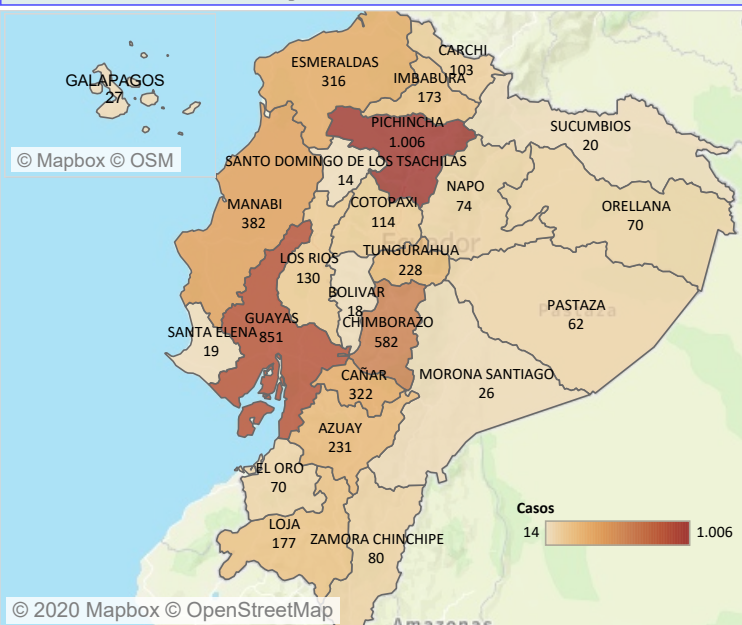 CARCHI
103
ESMERALDAS
316
IMBABURA
173
GALAPAGOS
27
PICHINCHA
1.006
SUCUMBIOS
20
© Mapbox © OSM
SANTO DOMINGO DE LOS TSACHILAS
14
NAPO
74
MANABI
382
COTOPAXI
114
ORELLANA
70
Ecuador
TUNGURAHUA
228
LOS RIOS
130
BOLIVAR
18
PASTAZA
62
Pastaza
GUAYAS
851
CHIMBORAZO
582
SANTA ELENA
19
CAÑAR
322
MORONA SANTIAGO
26
AZUAY
231
EL ORO
70
LOJA
177
ZAMORA CHINCHIPE
80
Casos
14 1.006
© 2020 Mapbox © OpenStreetMap
Amazonas